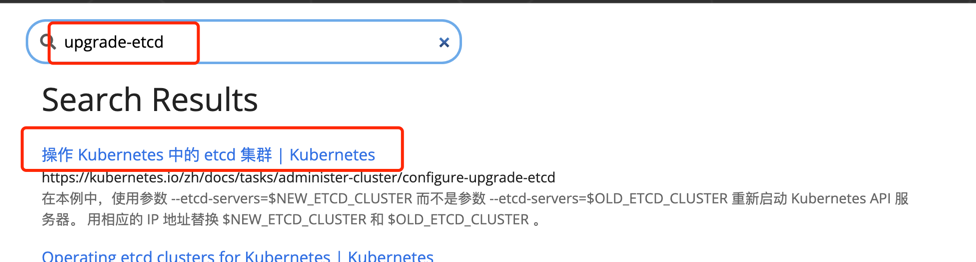 upgrade-etcd
Search Results
操作 Kubernetes 中的 etcd 集群 | Kubernetes
https://kubernetes.io/zh/docs/tasks/administer-cluster/configure-upgrade-etcd
在本例中，使用参数 --etcd-servers=$NEW_ETCD_CLUSTER 而不是参数 --etcd-servers=$OLD_ETCD_CLUSTER 重新启动 Kubernetes API 服
务器。 用相应的 IP 地址替换 $NEW_ETCD_CLUSTER 和 $OLD_ETCD_CLUSTER 。
Operating etcd clusters for Kubernetes | Kubernetes